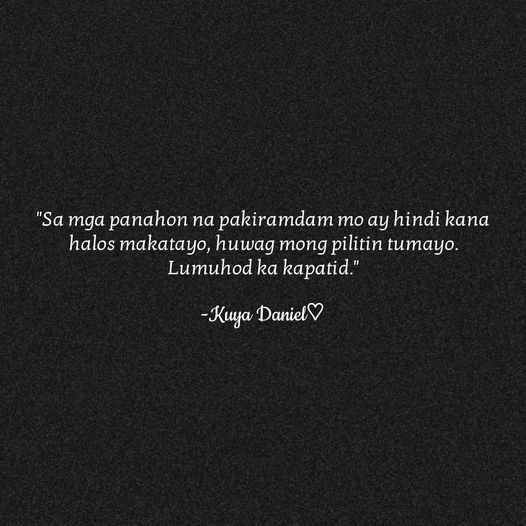 "Sa mga panahon na pakiramdam mo ay hindi kana
halos makatayo, huwag mong pilitin tumayo.
Lumuhod ka kapatid."
-Kuya Daniel♡